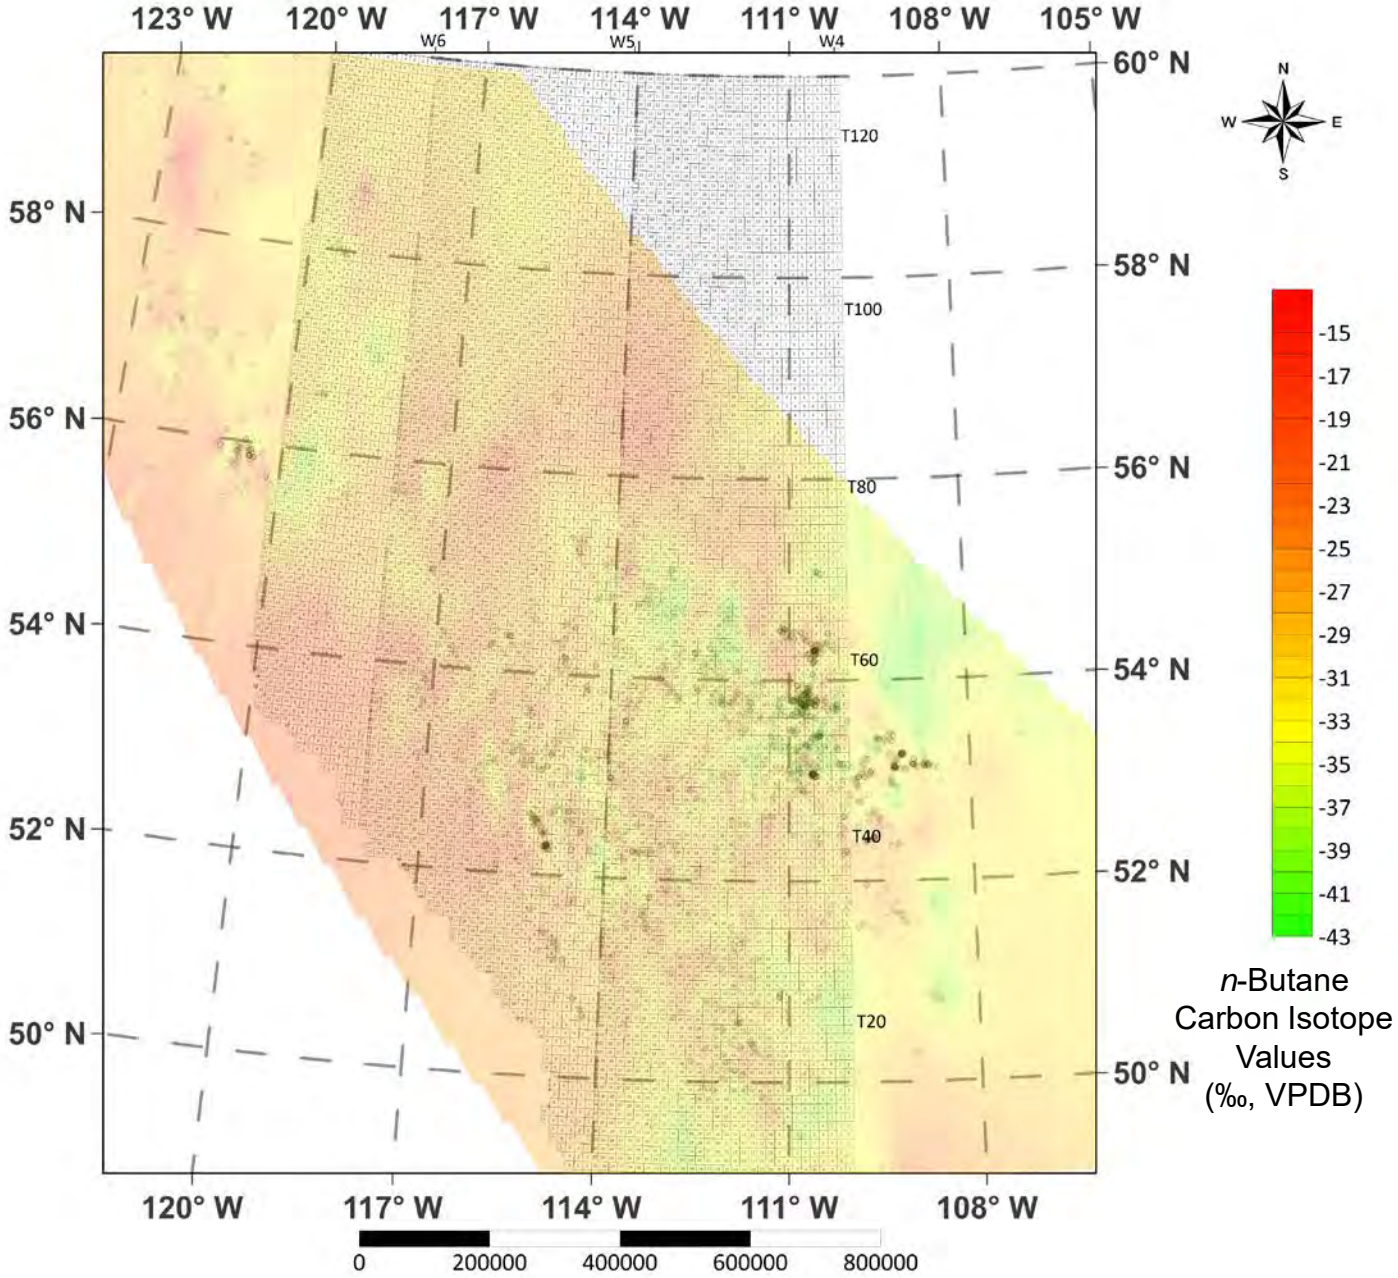 123° W 120° W 117° W 114° W 111° W 108° W 105° W
W6 W5 W4
60° N
N
W E
S
T120
58° N
58° N
T100
-15
-17
-19
56° N
-21
56° N
T80
-23
-25
-27
54° N
-29
T60
54° N
-31
-33
-35
-37
52° N
T40
-39
52° N
-41
-43
n-Butane
Carbon Isotope
Values
(‰, VPDB)
T20
50° N
50° N
120° W 117° W 114° W 111° W 108° W
0 200000 400000 600000 800000